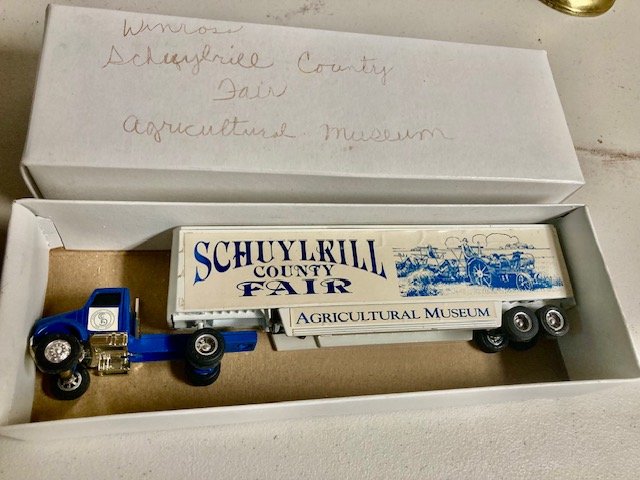 Winross
Schuylkill County
Fair
Agricultural Museum
SCHUYLKILL
COUNTY
FAIR
AGRICULTURAL MUSEUM